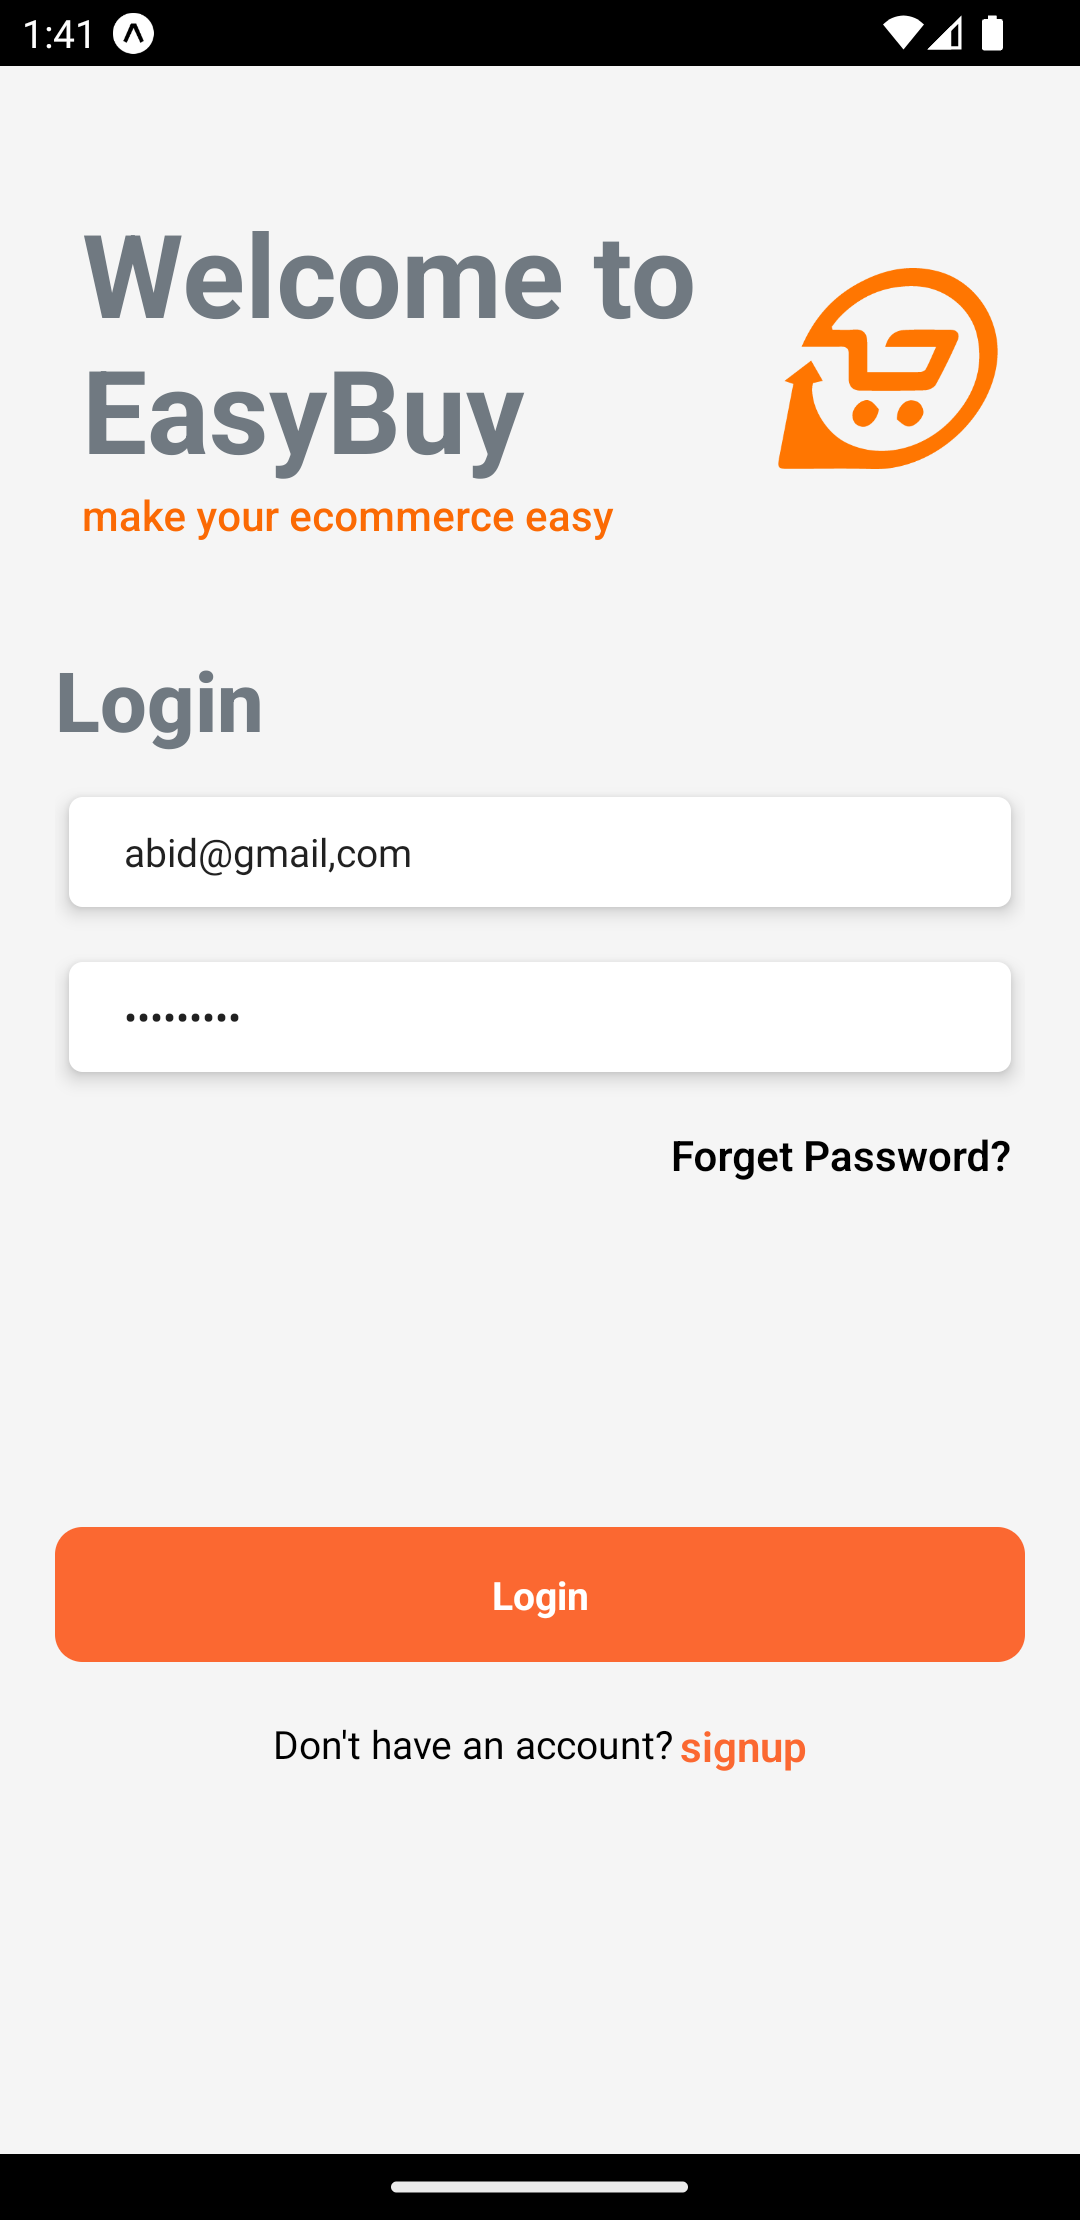 1:41
Welcome to
EasyBuy
make your ecommerce easy
Login
abid@gmail,com
•••••••••
Forget Password?
Login
Don't have an account? signup